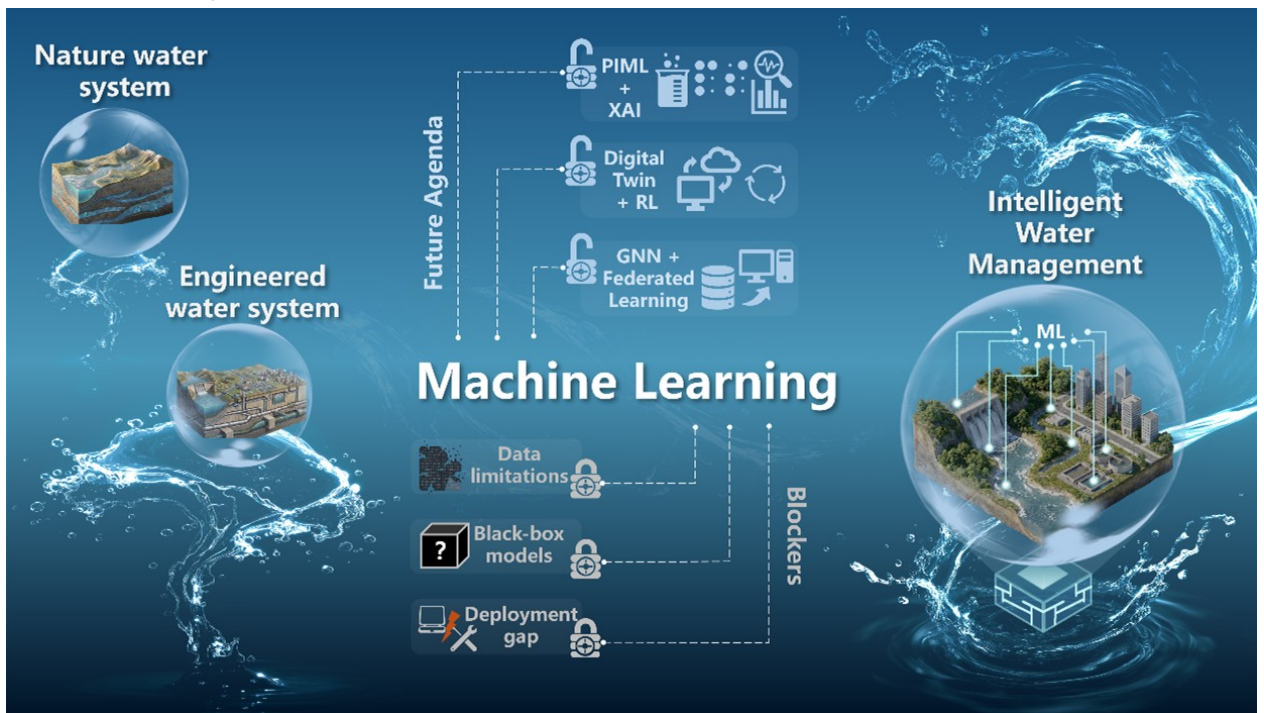 Nature water
system
Engineered
water system
Future Agenda
PIML
+
XAI
Digital
Twin
+ RL
GNN +
Federated
Learning
Machine Learning
Data
limitations
?
Black-box
models
Deployment
gap
Blockers
Intelligent
Water
Management
ML